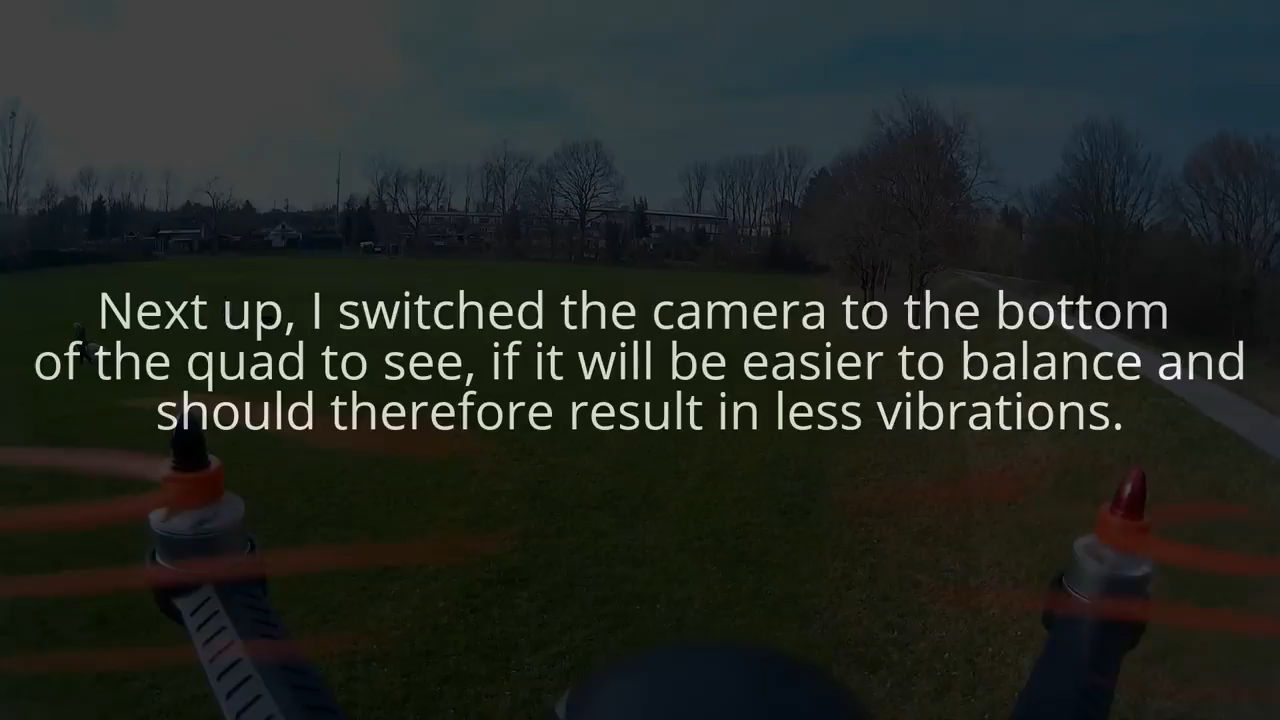 Next up, I switched the camera to the bottom
of the quad to see, if it will be easier to balance and
should therefore result in less vibrations.